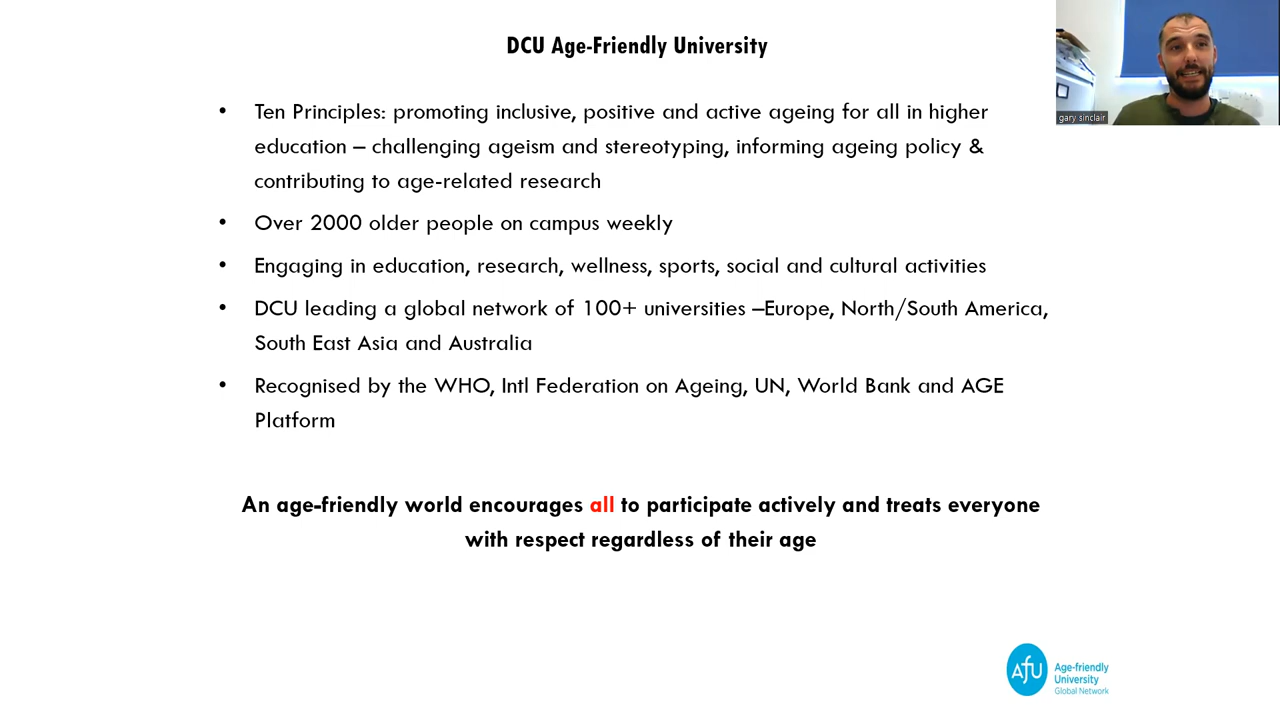 DCU Age-Friendly University
• Ten Principles: promoting inclusive, positive and active ageing for all in higher
education – challenging ageism and stereotyping, informing ageing policy &
contributing to age-related research
• Over 2000 older people on campus weekly
• Engaging in education, research, wellness, sports, social and cultural activities
• DCU leading a global network of 100+ universities –Europe, North/South America,
South East Asia and Australia
• Recognised by the WHO, Intl Federation on Ageing, UN, World Bank and AGE
Platform
An age-friendly world encourages all to participate actively and treats everyone
with respect regardless of their age
gary sinclair
AfU
Age-friendly
University
Global Network